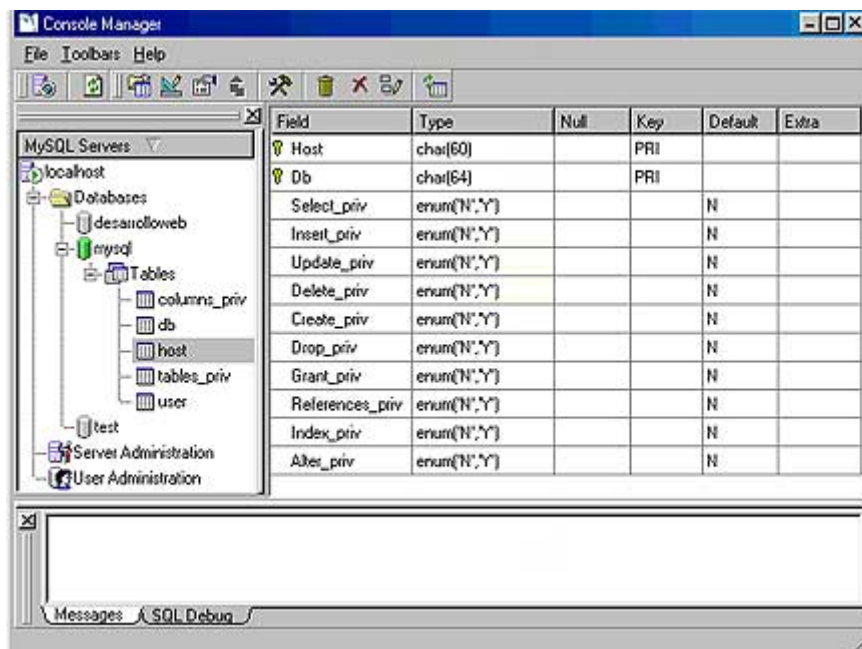 Console Manager
File Toolbars Help
MySQL Servers
localhost
Databases
desarrolloweb
mysql
Tables
columns_priv
db
host
tables_priv
user
test
Server Administration
User Administration
Field Type Null Key Default Extra
Host char(60) PRI
Db char(64) PRI
Select_priv enum('N','Y') N
Insert_priv enum('N','Y') N
Update_priv enum('N','Y') N
Delete_priv enum('N','Y') N
Create_priv enum('N','Y') N
Drop_priv enum('N','Y') N
Grant_priv enum('N','Y') N
References_priv enum('N','Y') N
Index_priv enum('N','Y') N
Alter_priv enum('N','Y') N
Messages SQL Debug